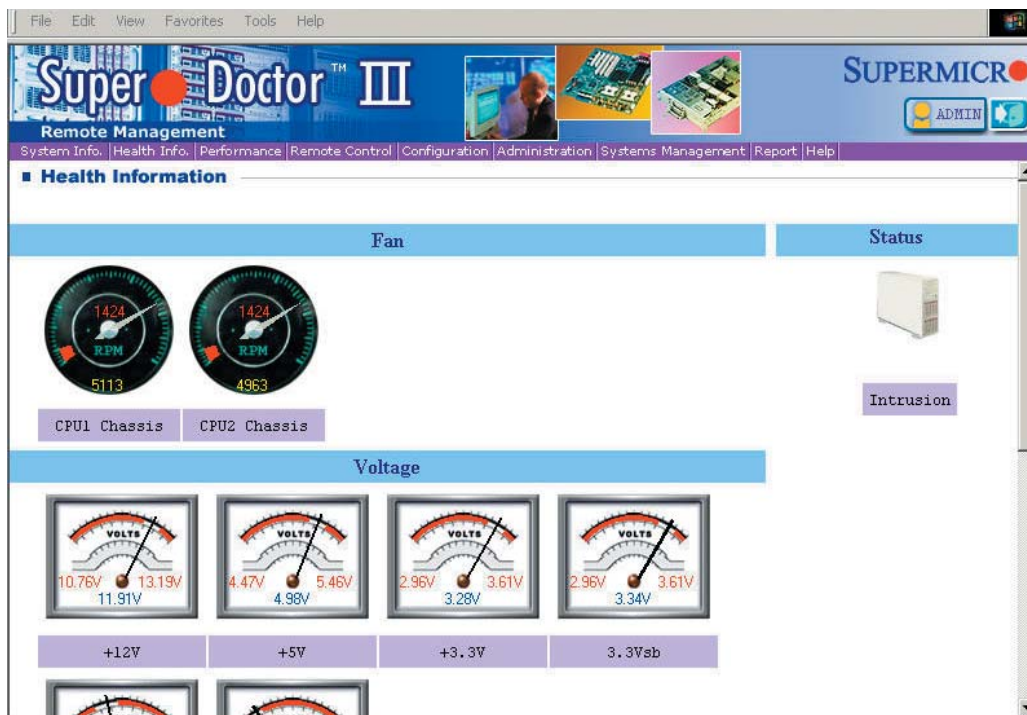 File Edit View Favorites Tools Help
Super Doctor™ III
SUPERMICR
Remote Management
ADMIN
System Info. Health Info. Performance Remote Control Configuration Administration Systems Management Report Help
Health Information
Fan
Status
1424
RPM
5113
1424
RPM
4963
CPU1 Chassis
CPU2 Chassis
Intrusion
Voltage
VOLTS
10.76V 13.19V
11.91V
VOLTS
4.47V 5.46V
4.98V
VOLTS
2.96V 3.61V
3.28V
VOLTS
2.96V 3.61V
3.34V
+12V
+5V
+3.3V
3.3Vsb